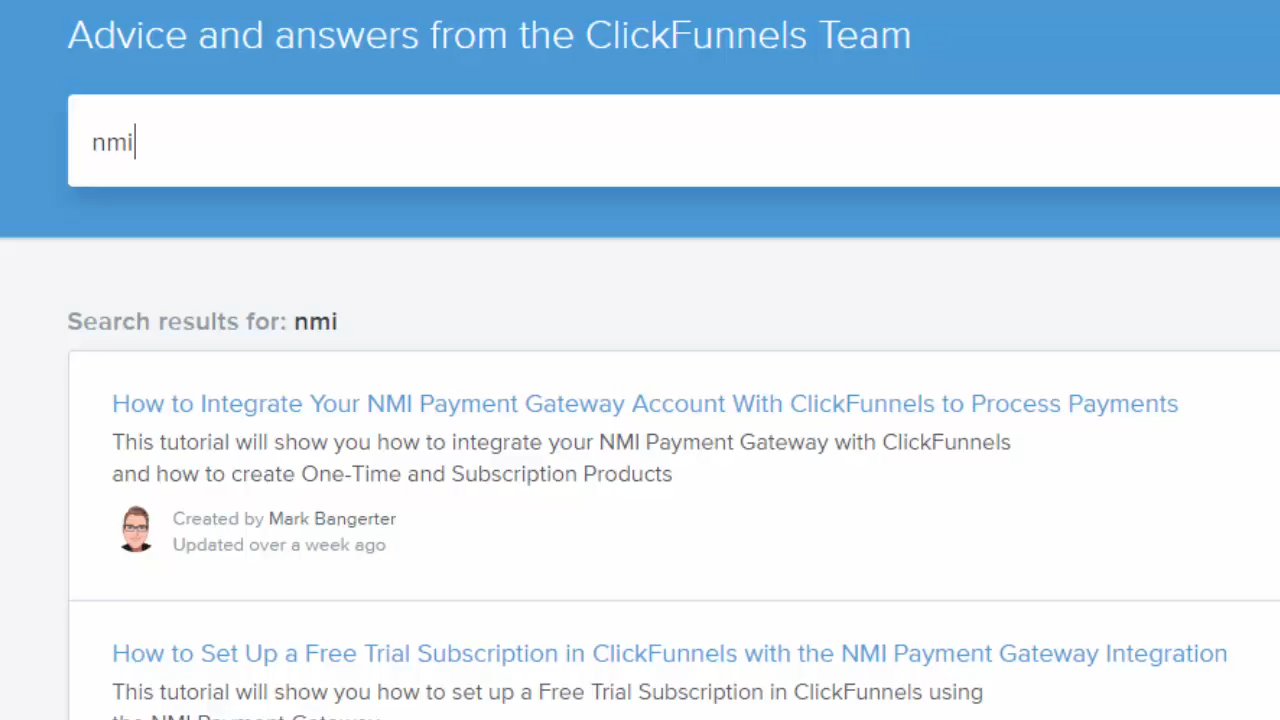 Advice and answers from the ClickFunnels Team
nmi
Search results for: nmi
How to Integrate Your NMI Payment Gateway Account With ClickFunnels to Process Payments
This tutorial will show you how to integrate your NMI Payment Gateway with ClickFunnels
and how to create One-Time and Subscription Products
Created by Mark Bangerter
Updated over a week ago
How to Set Up a Free Trial Subscription in ClickFunnels with the NMI Payment Gateway Integration
This tutorial will show you how to set up a Free Trial Subscription in ClickFunnels using
the NMI Payment Gateway